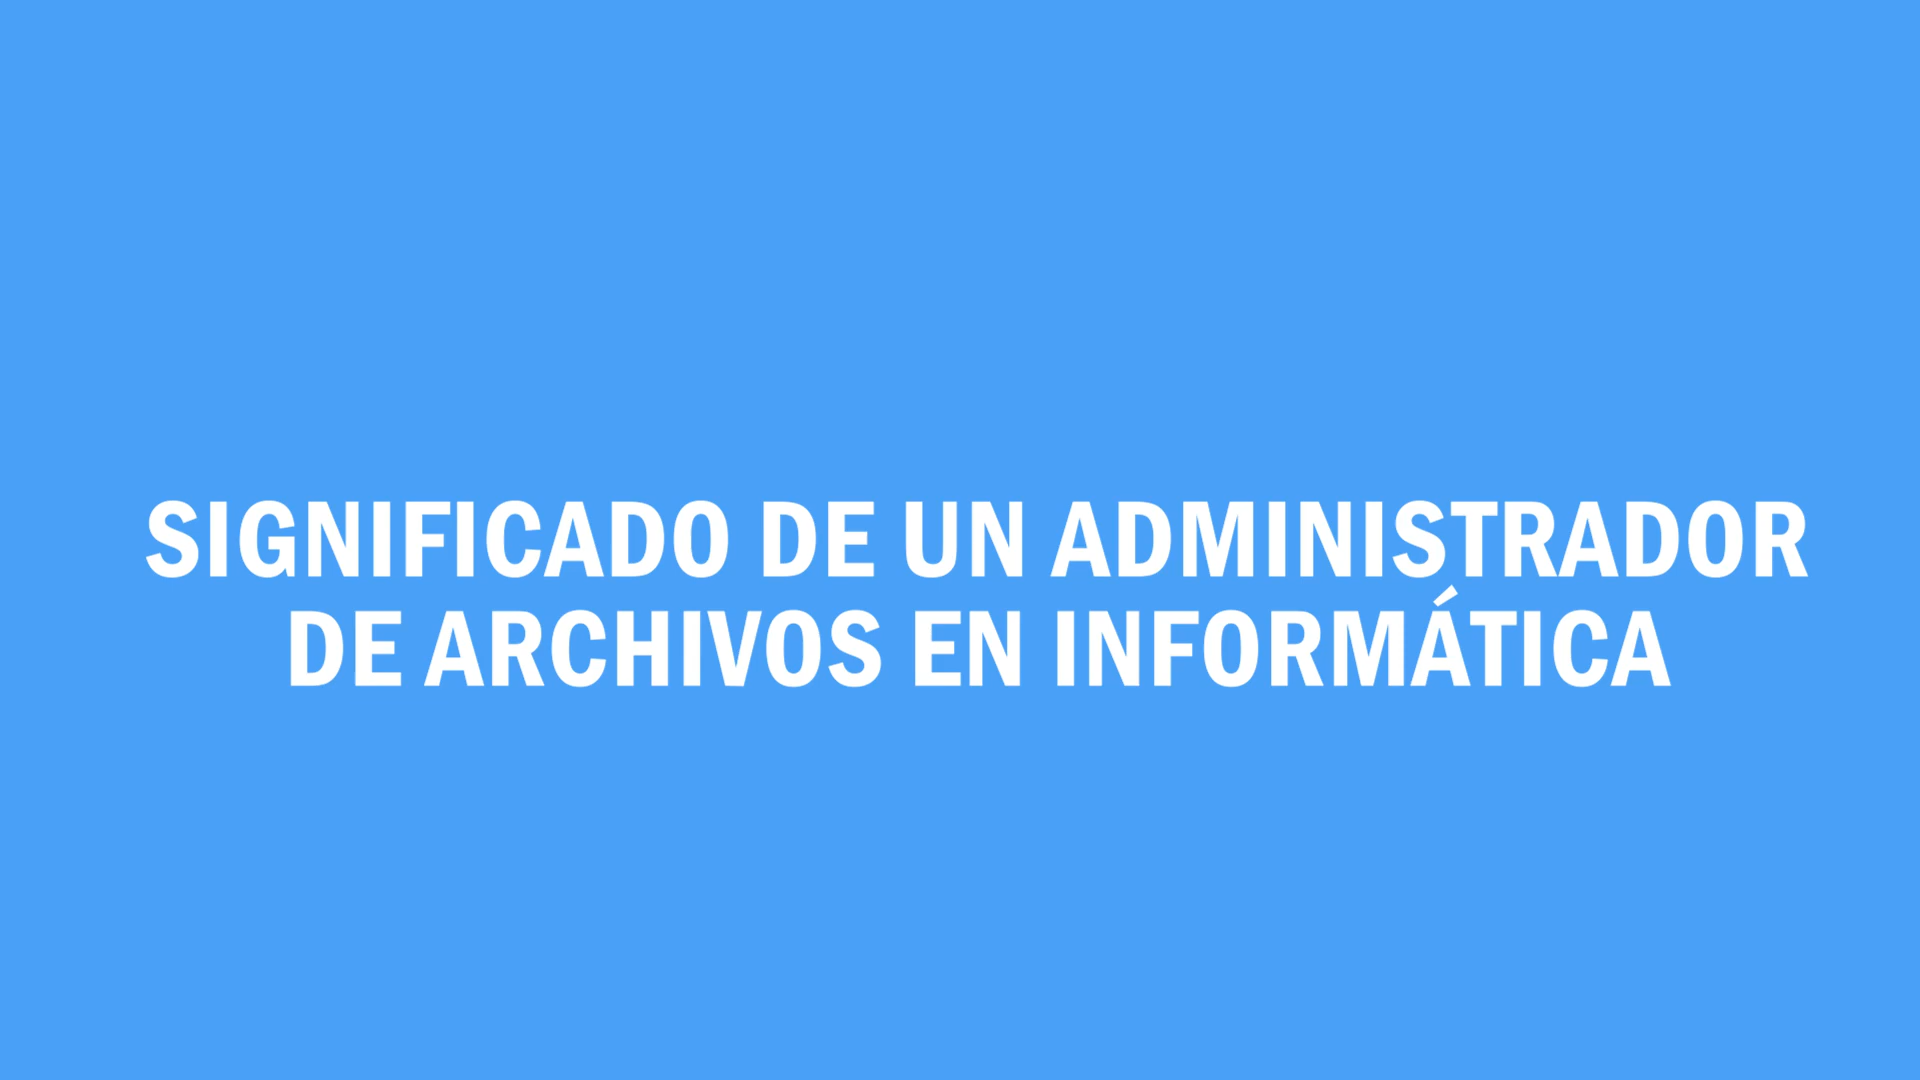 SIGNIFICADO DE UN ADMINISTRADOR
DE ARCHIVOS EN INFORMÁTICA